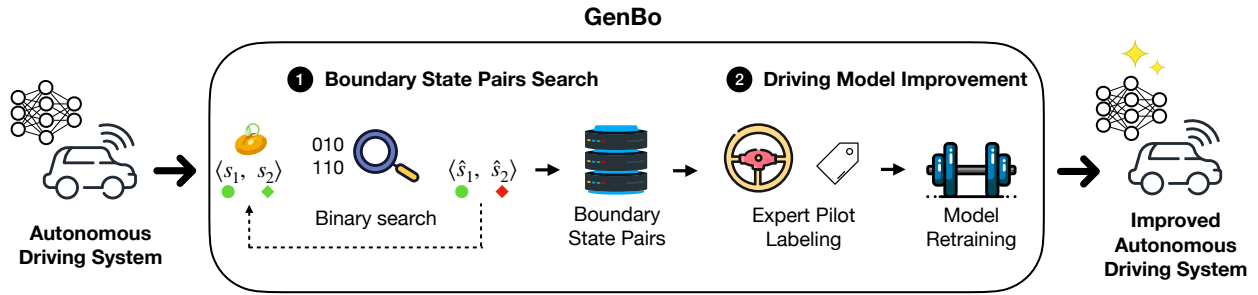 GenBo
1 Boundary State Pairs Search
2 Driving Model Improvement
010
110
⟨s₁, s₂⟩
⟨ŝ₁, ŝ₂⟩
Binary search
Boundary
State Pairs
Expert Pilot
Labeling
Model
Retraining
Autonomous
Driving System
Improved
Autonomous
Driving System